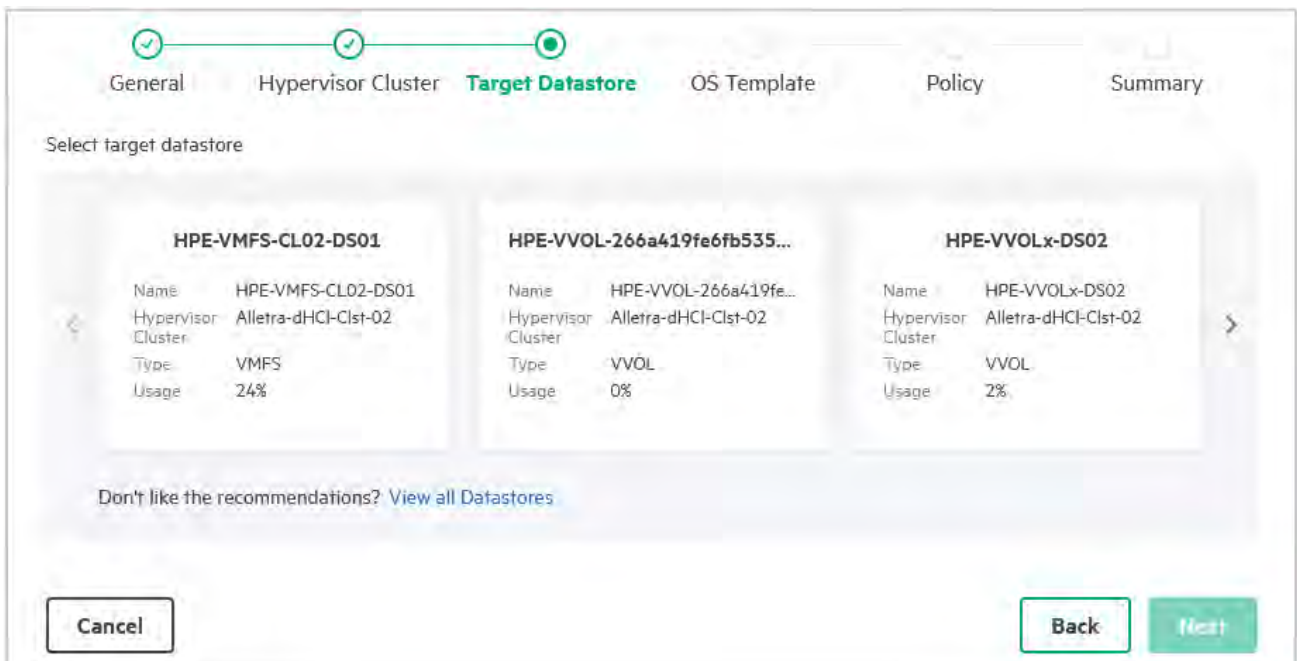 General Hypervisor Cluster Target Datastore OS Template Policy Summary
Select target datastore
HPE-VMFS-CL02-DS01
Name HPE-VMFS-CL02-DS01
Hypervisor Cluster Alletra-dHCI-Clst-02
Type VMFS
Usage 24%
HPE-VVOL-266a419fe6fb535...
Name HPE-VVOL-266a419fe...
Hypervisor Cluster Alletra-dHCI-Clst-02
Type VVOL
Usage 0%
HPE-VVOLx-DS02
Name HPE-VVOLx-DS02
Hypervisor Cluster Alletra-dHCI-Clst-02
Type VVOL
Usage 2%
Don't like the recommendations? View all Datastores
Cancel Back Next